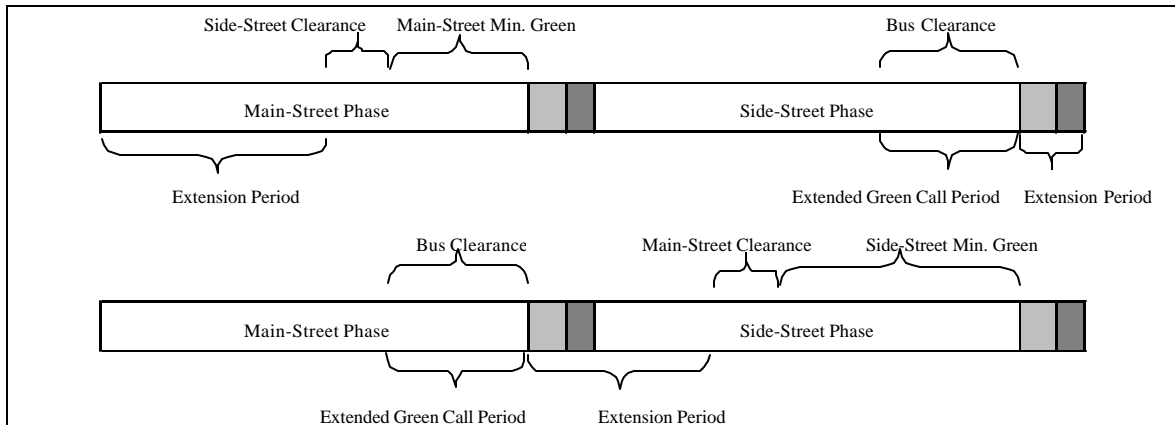 Side-Street Clearance Main-Street Min. Green Bus Clearance
Main-Street Phase Side-Street Phase
Extension Period Extended Green Call Period Extension Period
Bus Clearance Main-Street Clearance Side-Street Min. Green
Main-Street Phase Side-Street Phase
Extended Green Call Period Extension Period